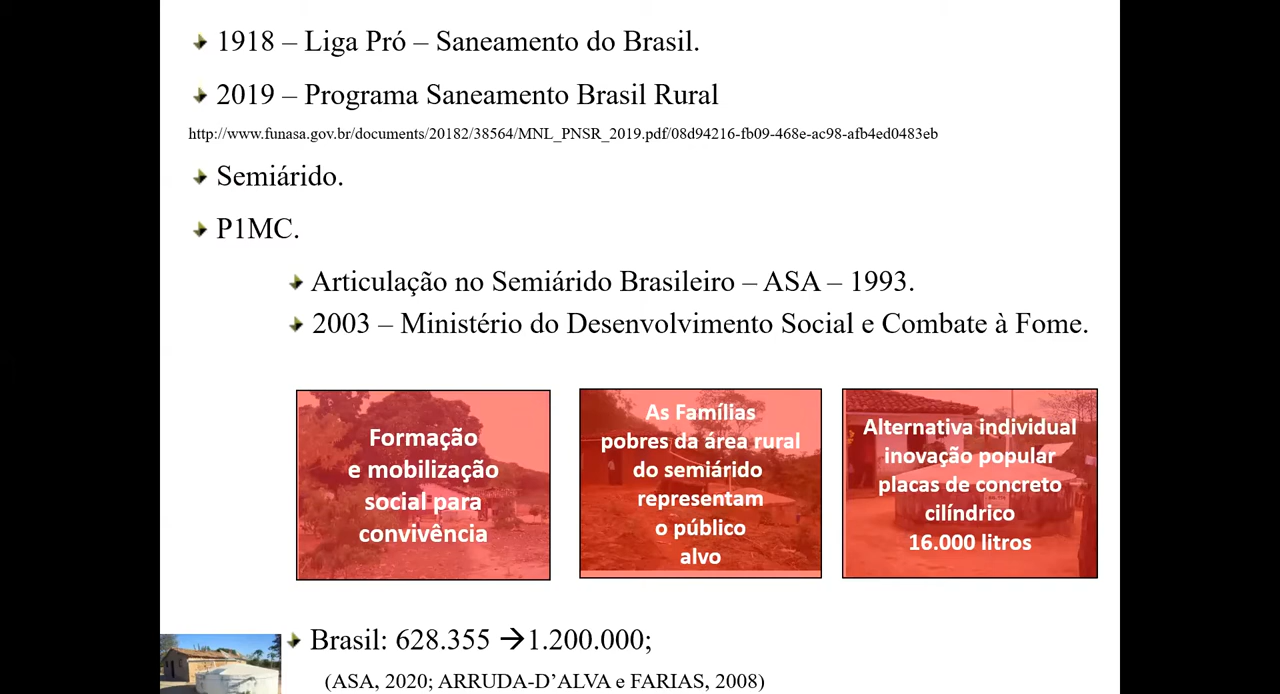 1918 – Liga Pró – Saneamento do Brasil.
2019 – Programa Saneamento Brasil Rural
http://www.funasa.gov.br/documents/20182/38564/MNL_PNSR_2019.pdf/08d94216-fb09-468e-ac98-afb4ed0483eb
Semiárido.
P1MC.
Articulação no Semiárido Brasileiro – ASA – 1993.
2003 – Ministério do Desenvolvimento Social e Combate à Fome.
Formação
e mobilização
social para
convivência
As Famílias
pobres da área rural
do semiárido
representam
o público
alvo
Alternativa individual
inovação popular
placas de concreto
cilíndrico
16.000 litros
Brasil: 628.355 →1.200.000;
(ASA, 2020; ARRUDA-D’ALVA e FARIAS, 2008)